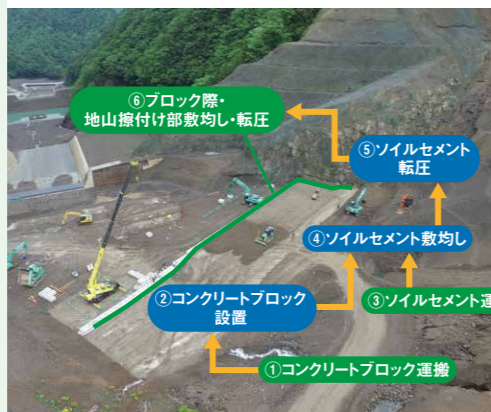 ⑥ブロック際・
地山擦付け部敷均し・転圧
⑤ソイルセメント
転圧
④ソイルセメント敷均し
③ソイルセメント運
②コンクリートブロック
設置
①コンクリートブロック運搬